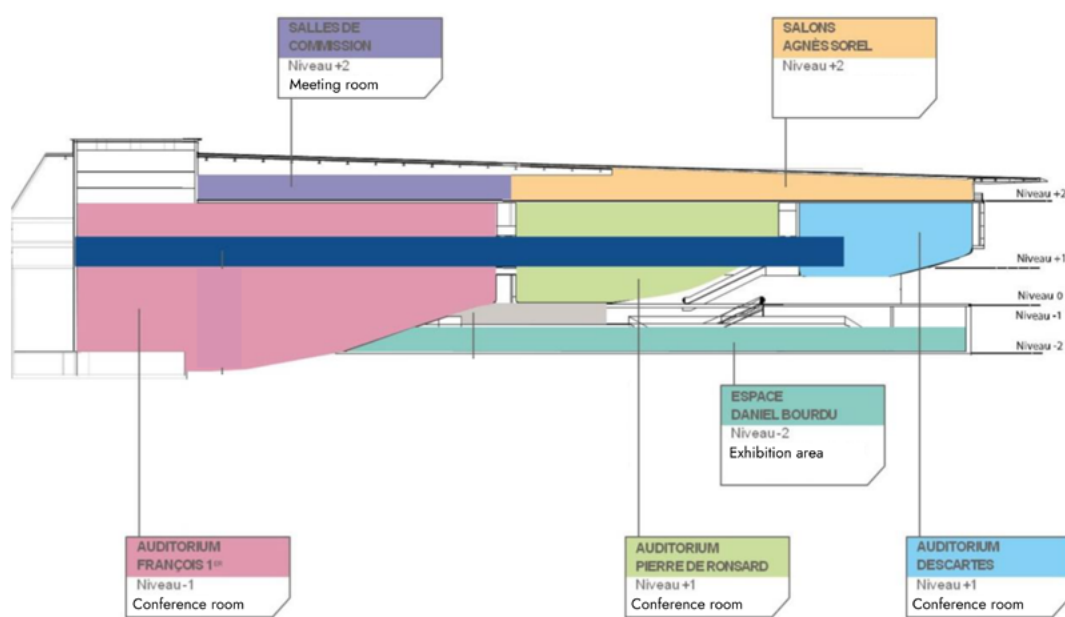 SALLES DE
COMMISSION
Niveau +2
Meeting room
SALONS
AGNÈS SOREL
Niveau +2
Niveau +2
Niveau +1
Niveau 0
Niveau -1
Niveau -2
ESPACE
DANIEL BOURDU
Niveau -2
Exhibition area
AUDITORIUM
FRANÇOIS 1ER
Niveau -1
Conference room
AUDITORIUM
PIERRE DE RONSARD
Niveau +1
Conference room
AUDITORIUM
DESCARTES
Niveau +1
Conference room